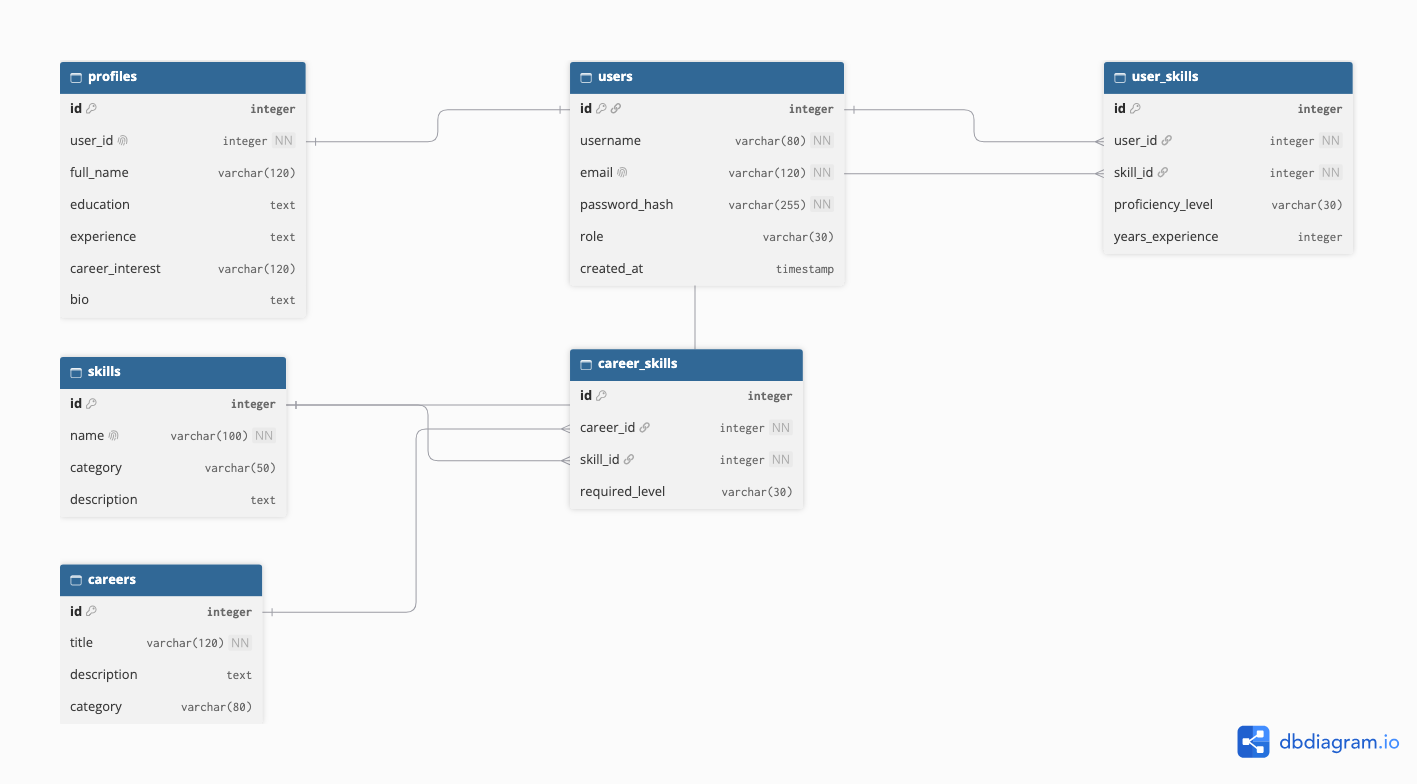 profiles
id integer
user_id integer NN
full_name varchar(120)
education text
experience text
career_interest varchar(120)
bio text
users
id integer
username varchar(80) NN
email varchar(120) NN
password_hash varchar(255) NN
role varchar(30)
created_at timestamp
user_skills
id integer
user_id integer NN
skill_id integer NN
proficiency_level varchar(30)
years_experience integer
skills
id integer
name varchar(100) NN
category varchar(50)
description text
career_skills
id integer
career_id integer NN
skill_id integer NN
required_level varchar(30)
careers
id integer
title varchar(120) NN
description text
category varchar(80)
dbdiagram.io